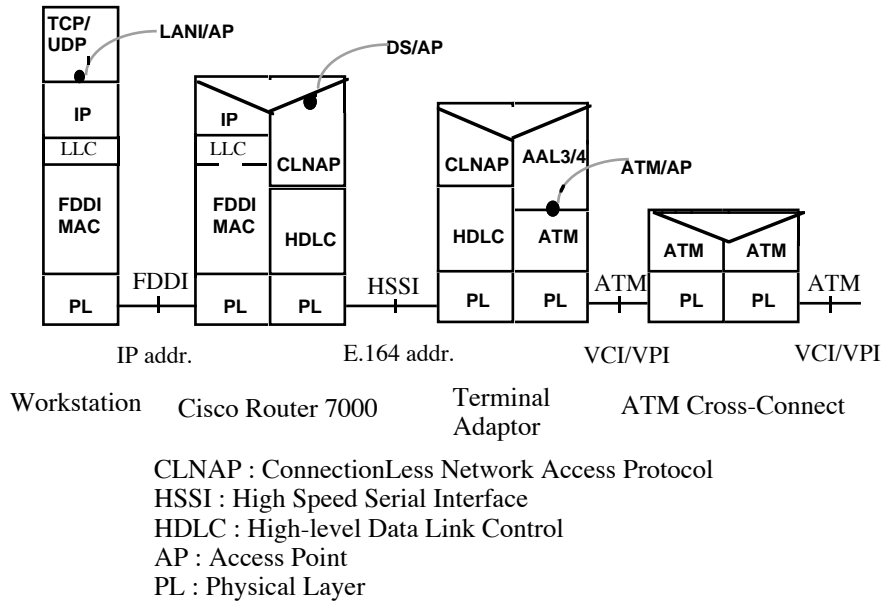 TCP/
UDP
LANI/AP
DS/AP
IP
IP
LLC
LLC
CLNAP
CLNAP
AAL3/4
ATM/AP
FDDI
MAC
FDDI
MAC
HDLC
HDLC
ATM
ATM
ATM
FDDI
HSSI
ATM
ATM
PL
PL
PL
PL
PL
PL
PL
IP addr.
E.164 addr.
VCI/VPI
VCI/VPI
Workstation
Cisco Router 7000
Terminal
Adaptor
ATM Cross-Connect
CLNAP : ConnectionLess Network Access Protocol
HSSI : High Speed Serial Interface
HDLC : High-level Data Link Control
AP : Access Point
PL : Physical Layer